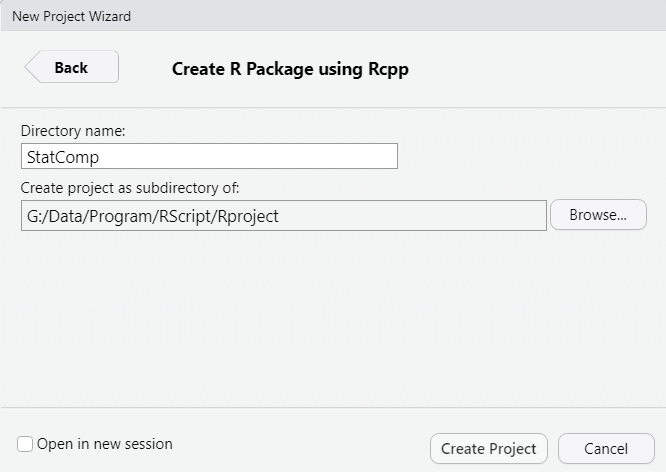 New Project Wizard
Back
Create R Package using Rcpp
Directory name:
StatComp
Create project as subdirectory of:
G:/Data/Program/RScript/Rproject
Browse...
Open in new session
Create Project
Cancel